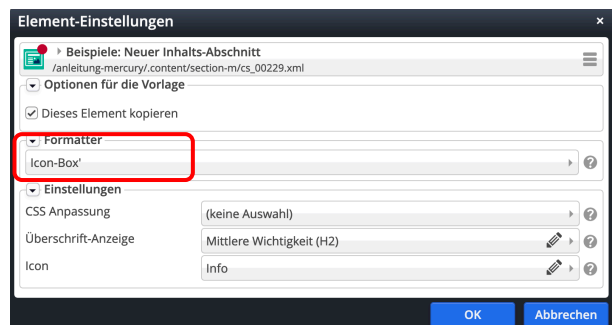 Element-Einstellungen ×
Beispiele: Neuer Inhalts-Abschnitt
/anleitung-mercury/.content/section-m/cs_00229.xml
Optionen für die Vorlage
Dieses Element kopieren
Formatter
Icon-Box'
Einstellungen
CSS Anpassung (keine Auswahl)
Überschrift-Anzeige Mittlere Wichtigkeit (H2)
Icon Info
OK Abbrechen